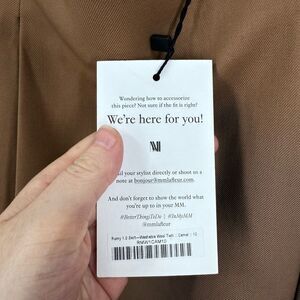 Wondering how to accessorize
this piece? Not sure if the fit is right?
We're here for you!
M
your stylist directly or shoot us a
note at bonjour@mmlafleur.com.
And don't forget to show the world what
you're up to in your MM.
#BetterThingsToDo | #InMyMM
@mmlafleur